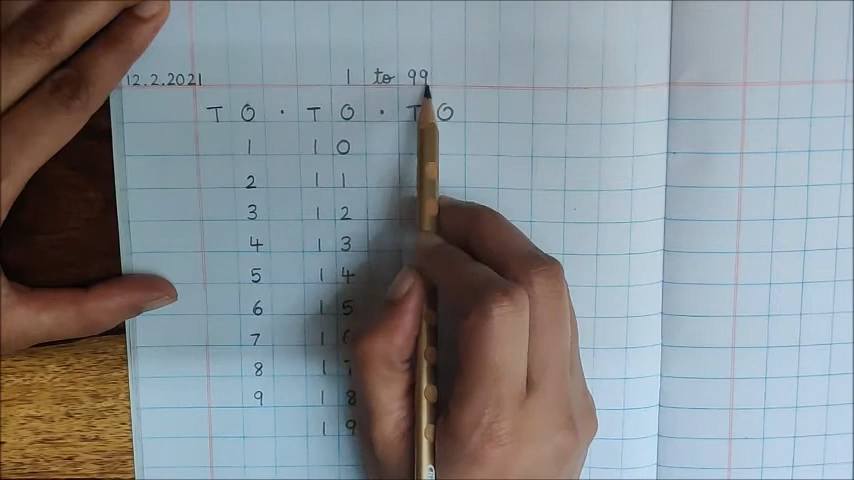 12.2.2021 1 to 99
T O . T O . T O
1 1 0
2 1 1
3 1 2
4 1 3
5 1 4
6 1 5
7 1 6
8 1 7
9 1 8
1 9